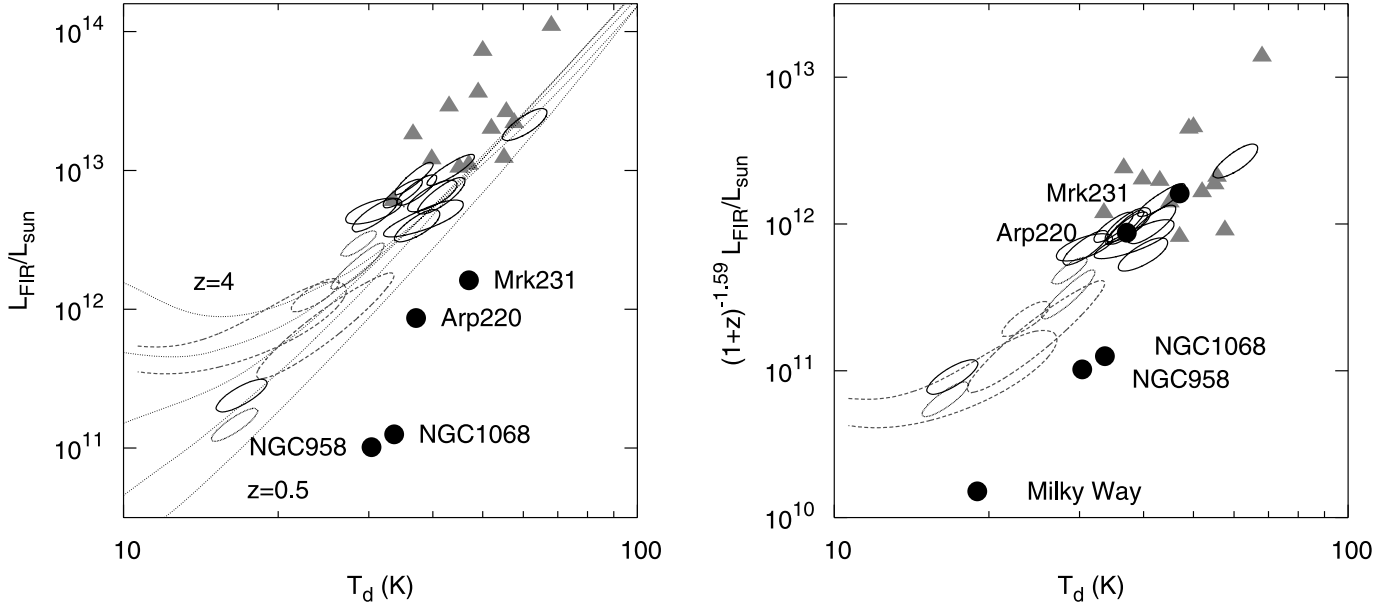 10^14
10^13
10^12
10^11
L_FIR/L_sun
z=4
z=0.5
Mrk231
Arp220
NGC958
NGC1068
10
100
T_d (K)
10^13
10^12
10^11
10^10
(1+z)^-1.59 L_FIR/L_sun
Mrk231
Arp220
NGC1068
NGC958
Milky Way
10
100
T_d (K)